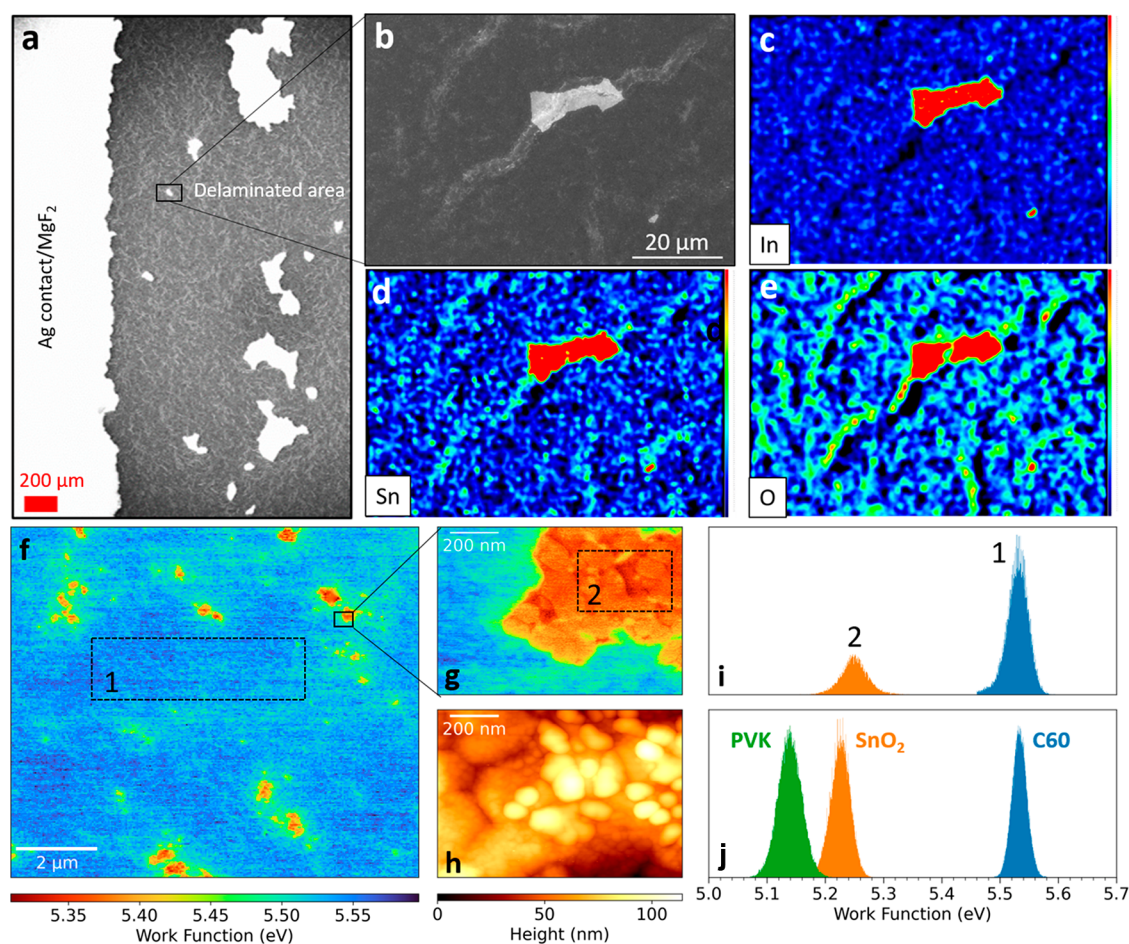 a
Ag contact/MgF₂
Delaminated area
200 µm
b
20 µm
c
In
d
Sn
e
O
f
1
2 µm
5.35 5.40 5.45 5.50 5.55
Work Function (eV)
200 nm
2
g
200 nm
h
0 50 100
Height (nm)
1
2
i
PVK SnO₂ C60
j
5.0 5.1 5.2 5.3 5.4 5.5 5.6 5.7
Work Function (eV)